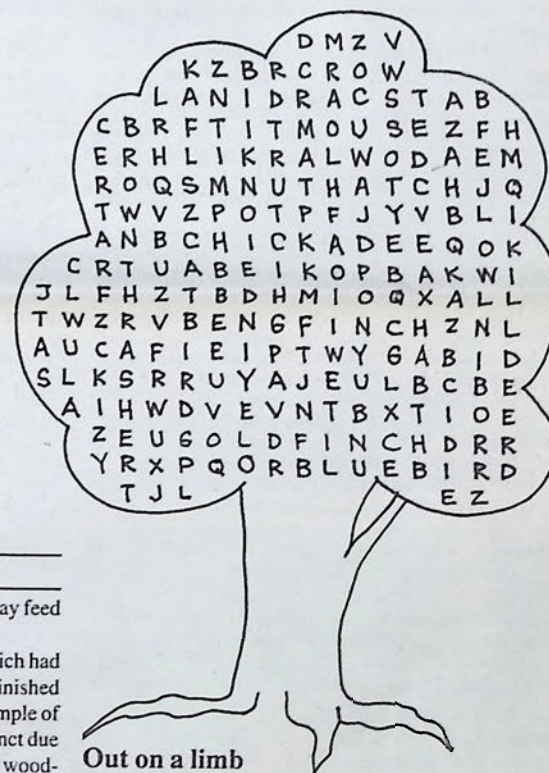 D M Z V
K Z B R C R O W
L A N I D R A C S T A B
C B R F T I T M O U S E Z F H
E R H L I K R A L W O D A E M
R O Q S M N U T H A T C H J Q
T W V Z P O T P F J Y V B L I
A N B C H I C K A D E E Q O K
C R T U A B E I K O P B A K W I
J L F H Z T B D H M I O Q X A L L
T W Z R V B E N G F I N C H Z N L
A U C A F I E I P T W Y G A B I D
S L K S R R U Y A J E U L B C B E
A I H W D V E V N T B X T I O E
Z E U G O L D F I N C H D R R
Y R X P Q O R B L U E B I R D
T J L E Z
ay feed
ich had
inished
mple of
nct due
wood-
Out on a limb